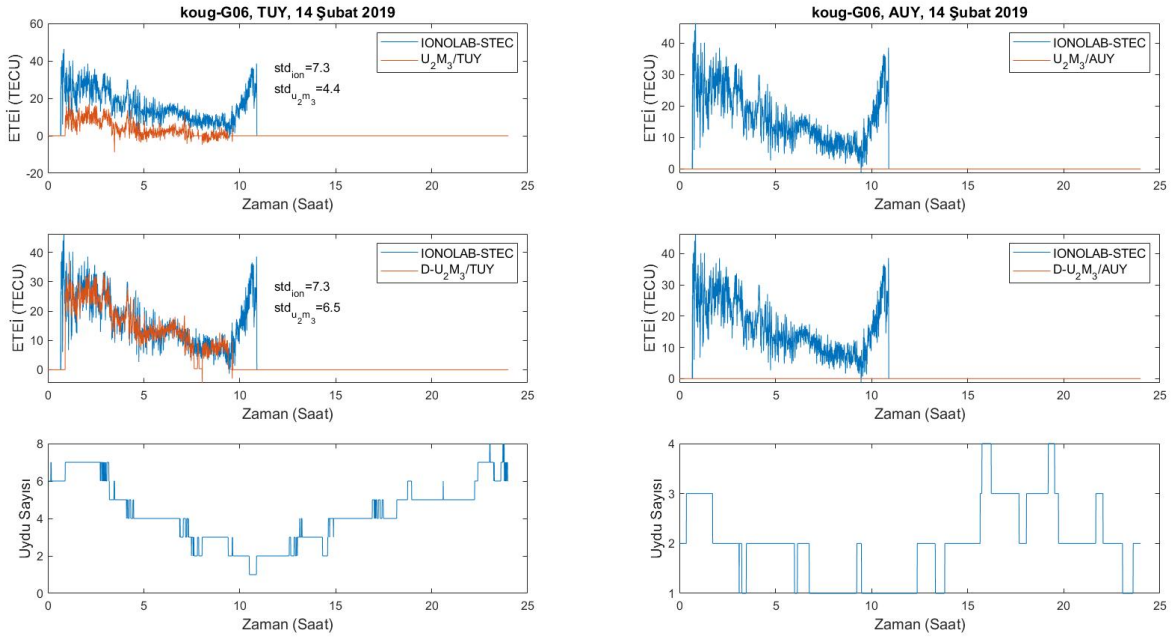 koug-G06, TUY, 14 Şubat 2019
60
40
20
0
-20
ETEİ (TECU)
IONOLAB-STEC
U2M3/TUY
std_ion=7.3
std_u2m3=4.4
0 5 10 15 20 25
Zaman (Saat)
koug-G06, AUY, 14 Şubat 2019
40
30
20
10
0
ETEİ (TECU)
IONOLAB-STEC
U2M3/AUY
0 5 10 15 20 25
Zaman (Saat)
40
30
20
10
0
ETEİ (TECU)
IONOLAB-STEC
D-U2M3/TUY
std_ion=7.3
std_u2m3=6.5
0 5 10 15 20 25
Zaman (Saat)
40
30
20
10
0
ETEİ (TECU)
IONOLAB-STEC
D-U2M3/AUY
0 5 10 15 20 25
Zaman (Saat)
8
6
4
2
0
Uydu Sayısı
0 5 10 15 20 25
Zaman (Saat)
4
3
2
1
Uydu Sayısı
0 5 10 15 20 25
Zaman (Saat)